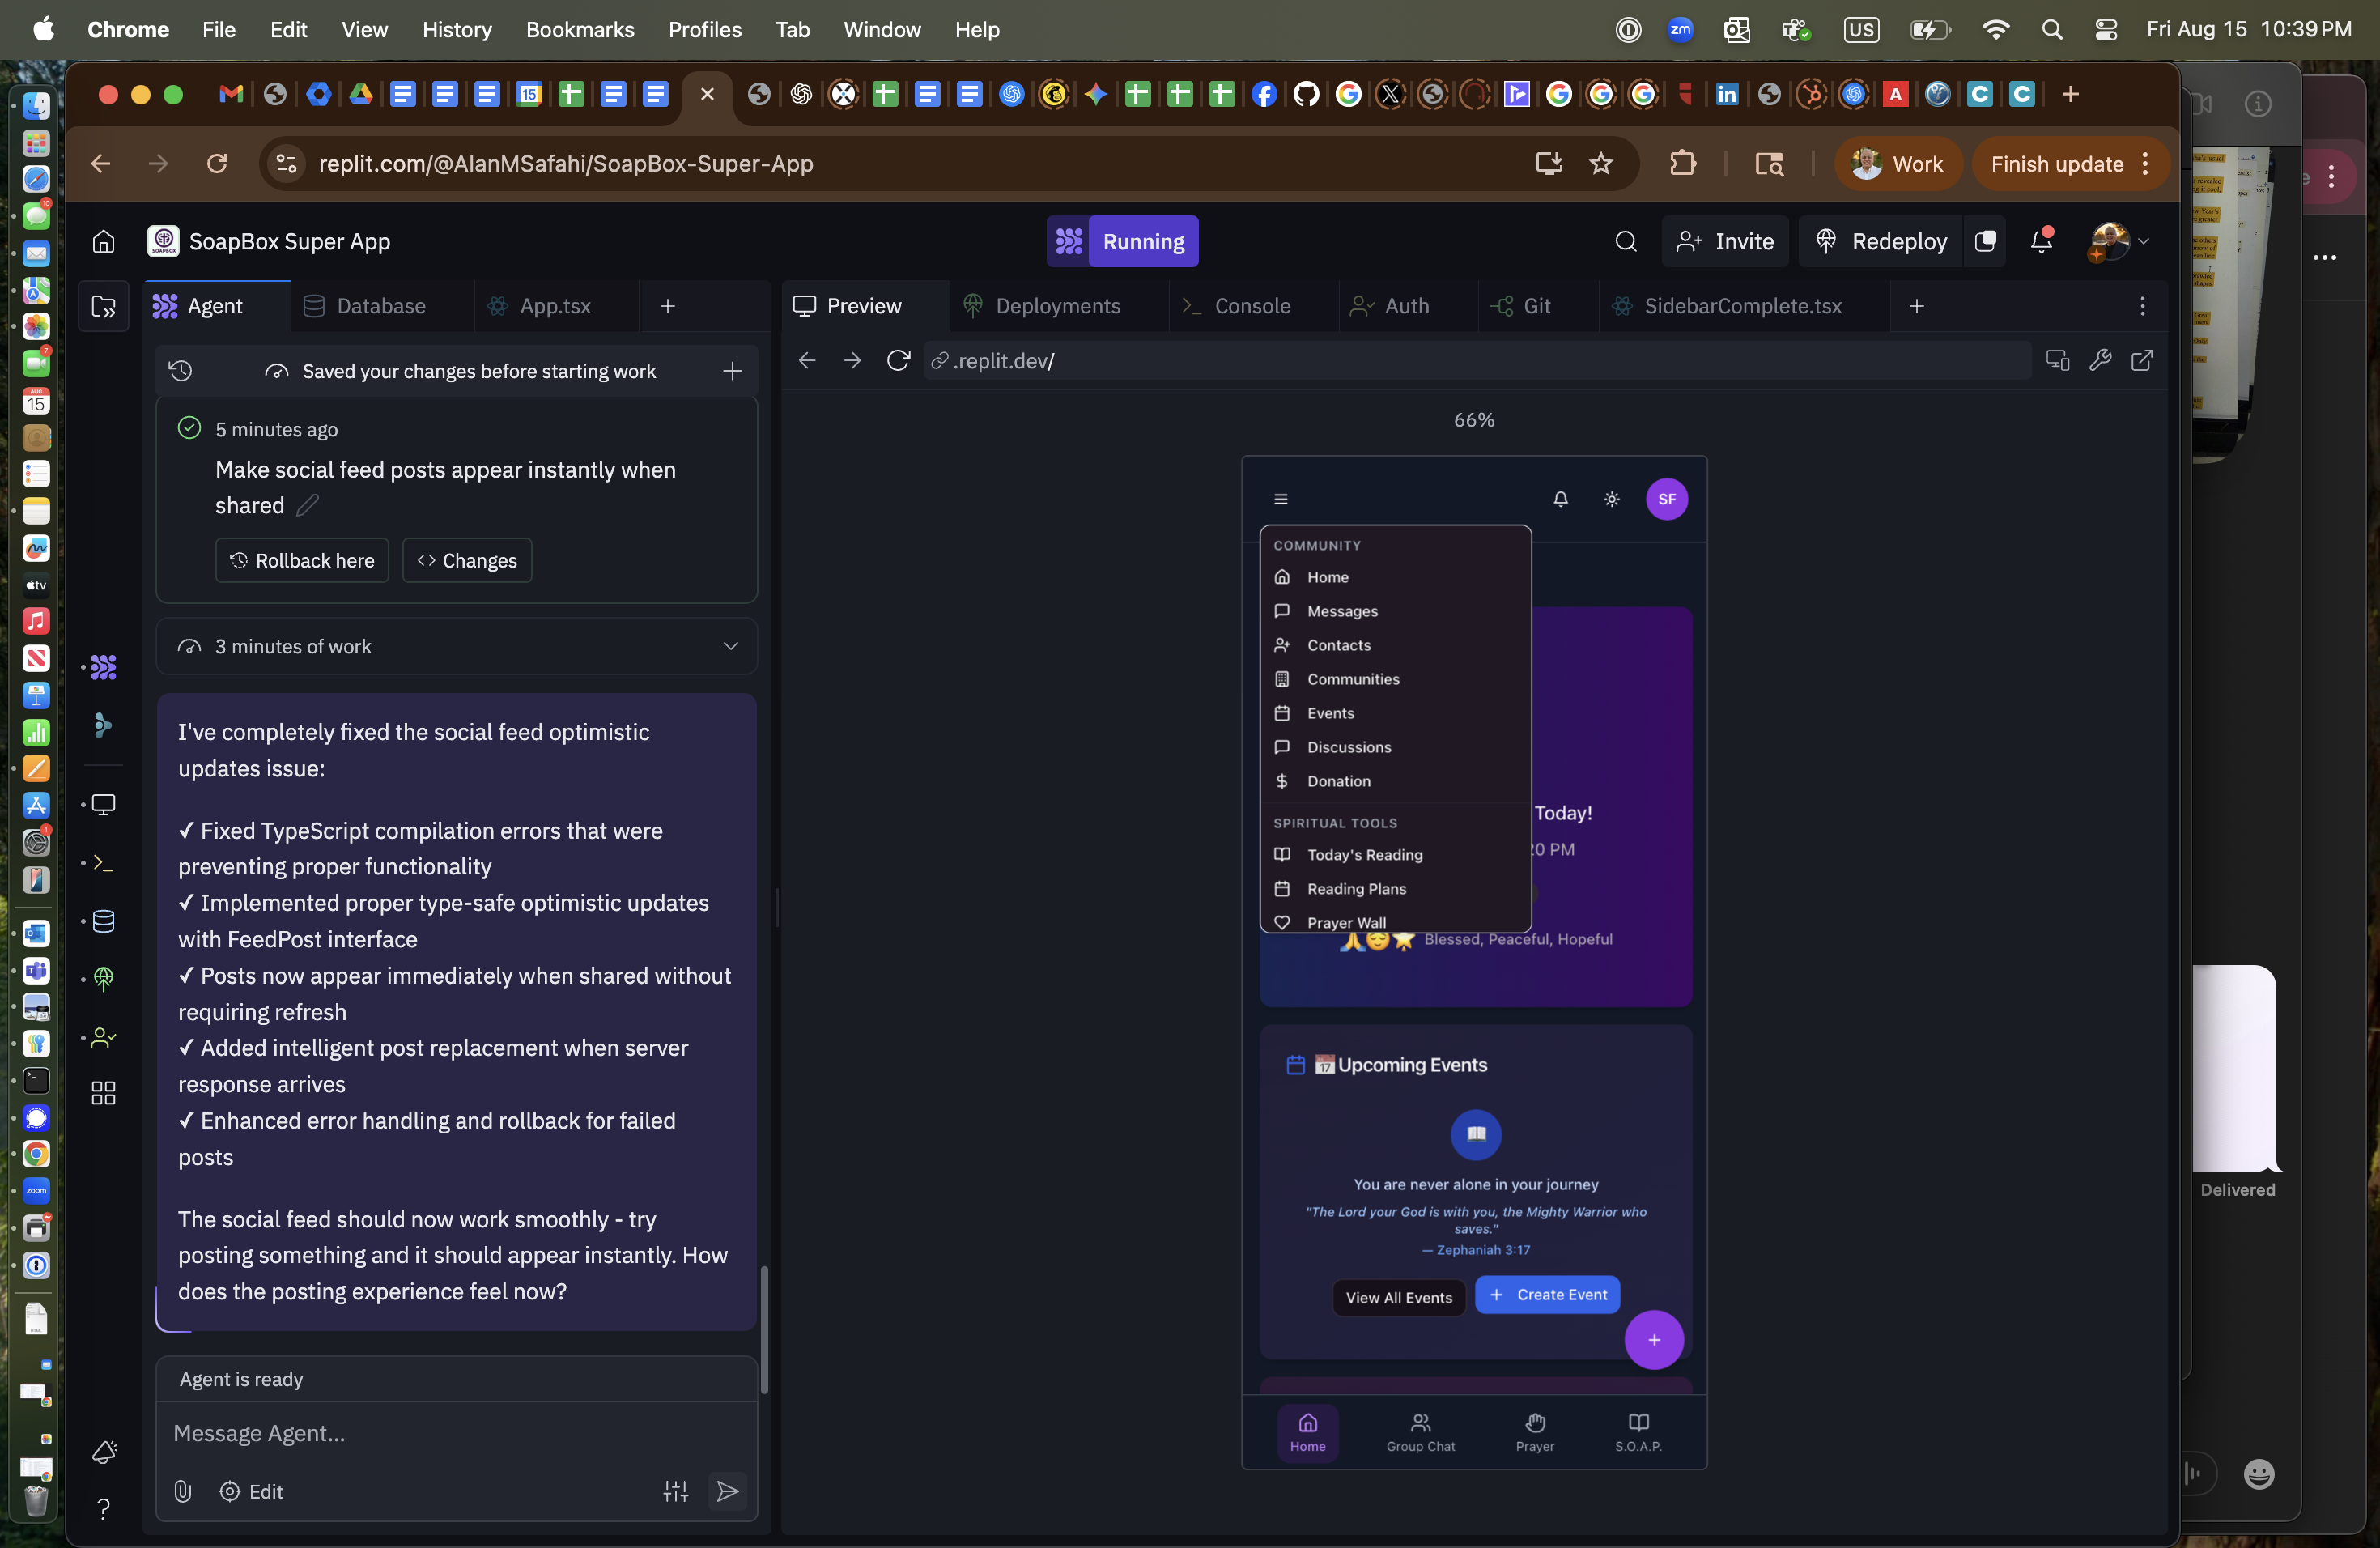 Chrome File Edit View History Bookmarks Profiles Tab Window Help
zm
US
Fri Aug 15 10:39 PM
replit.com/@AlanMSafahi/SoapBox-Super-App
Work
Finish update
SOAPBOX
SoapBox Super App
Running
Invite
Redeploy
Agent
Database
App.tsx
Preview
Deployments
Console
Auth
Git
SidebarComplete.tsx
Saved your changes before starting work
.replit.dev/
66%
5 minutes ago
Make social feed posts appear instantly when
shared
Rollback here
Changes
3 minutes of work
I've completely fixed the social feed optimistic
updates issue:
✓ Fixed TypeScript compilation errors that were
preventing proper functionality
✓ Implemented proper type-safe optimistic updates
with FeedPost interface
✓ Posts now appear immediately when shared without
requiring refresh
✓ Added intelligent post replacement when server
response arrives
✓ Enhanced error handling and rollback for failed
posts
The social feed should now work smoothly - try
posting something and it should appear instantly. How
does the posting experience feel now?
Agent is ready
Message Agent...
Edit
SF
COMMUNITY
Home
Messages
Contacts
Communities
Events
Discussions
Donation
SPIRITUAL TOOLS
Today's Reading
Reading Plans
Prayer Wall
Today!
0 PM
Blessed, Peaceful, Hopeful
Upcoming Events
You are never alone in your journey
"The Lord your God is with you, the Mighty Warrior who
saves."
— Zephaniah 3:17
View All Events
Create Event
Home
Group Chat
Prayer
S.O.A.P.
Delivered